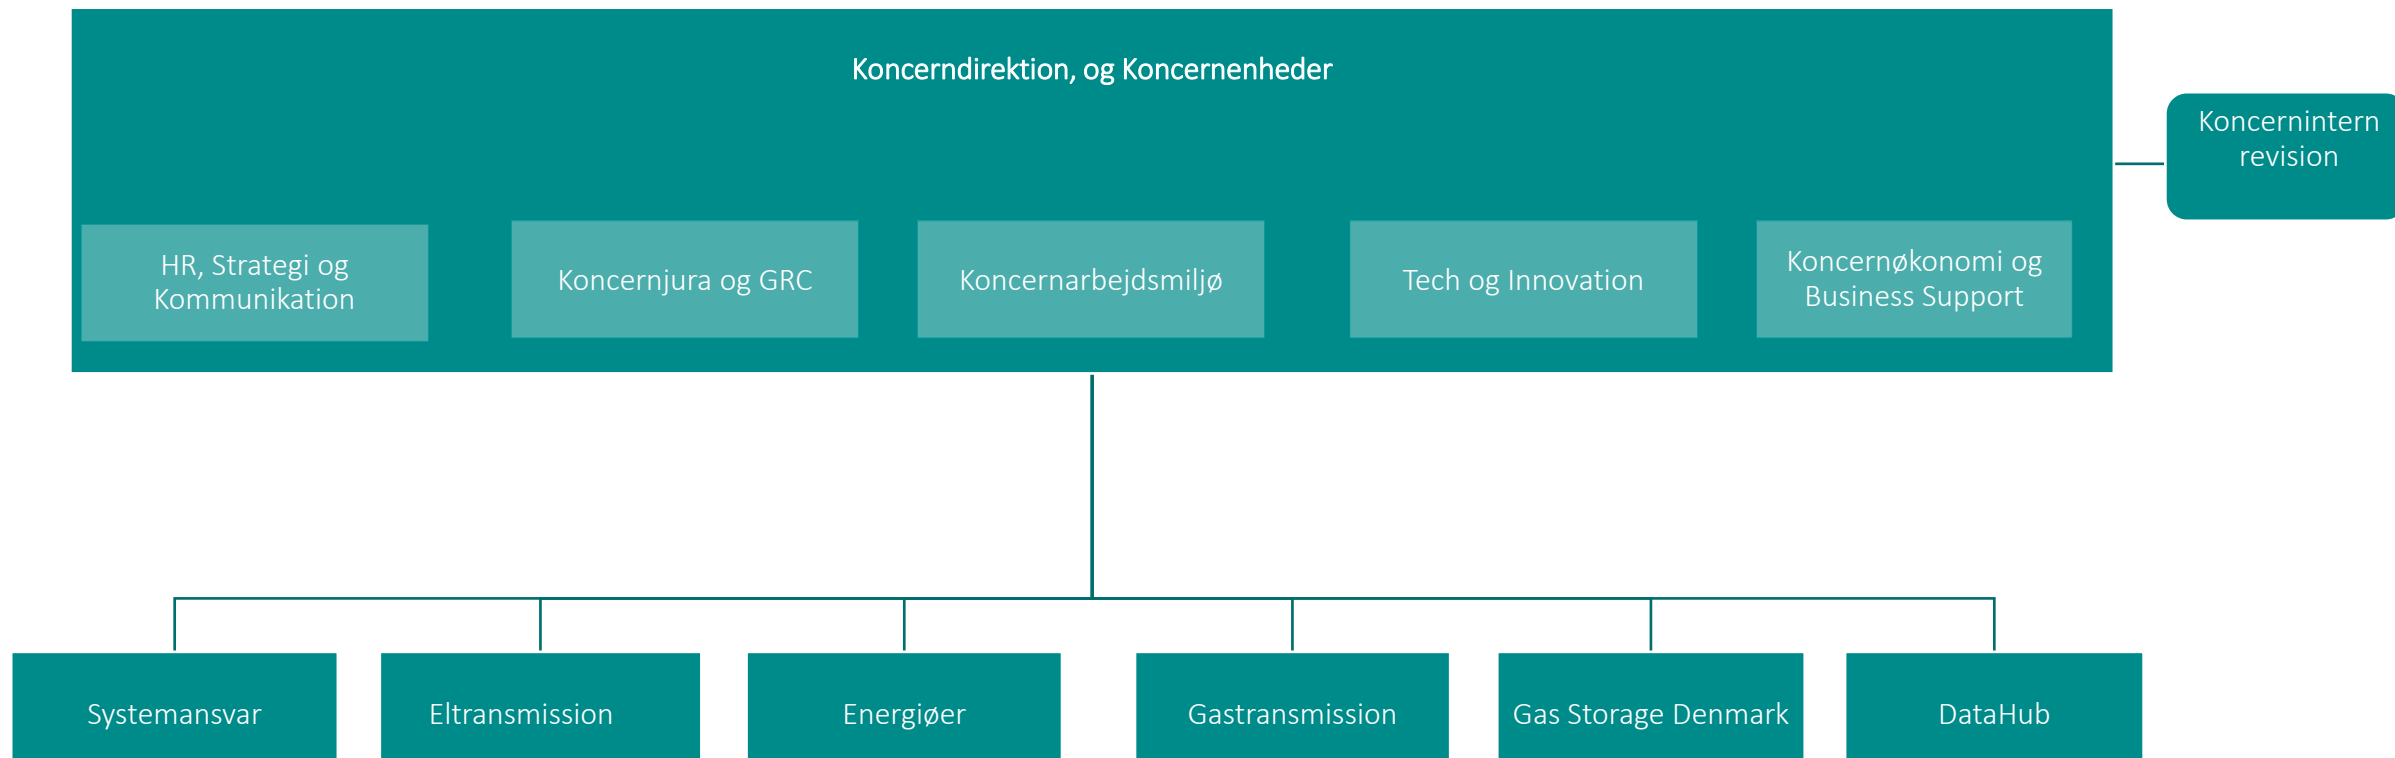 Koncerndirektion, og Koncernenheder
Koncernintern
revision
HR, Strategi og
Kommunikation
Koncernjura og GRC
Koncernarbejdsmiljø
Tech og Innovation
Koncernøkonomi og
Business Support
Systemansvar
Eltransmission
Energiøer
Gastransmission
Gas Storage Denmark
DataHub